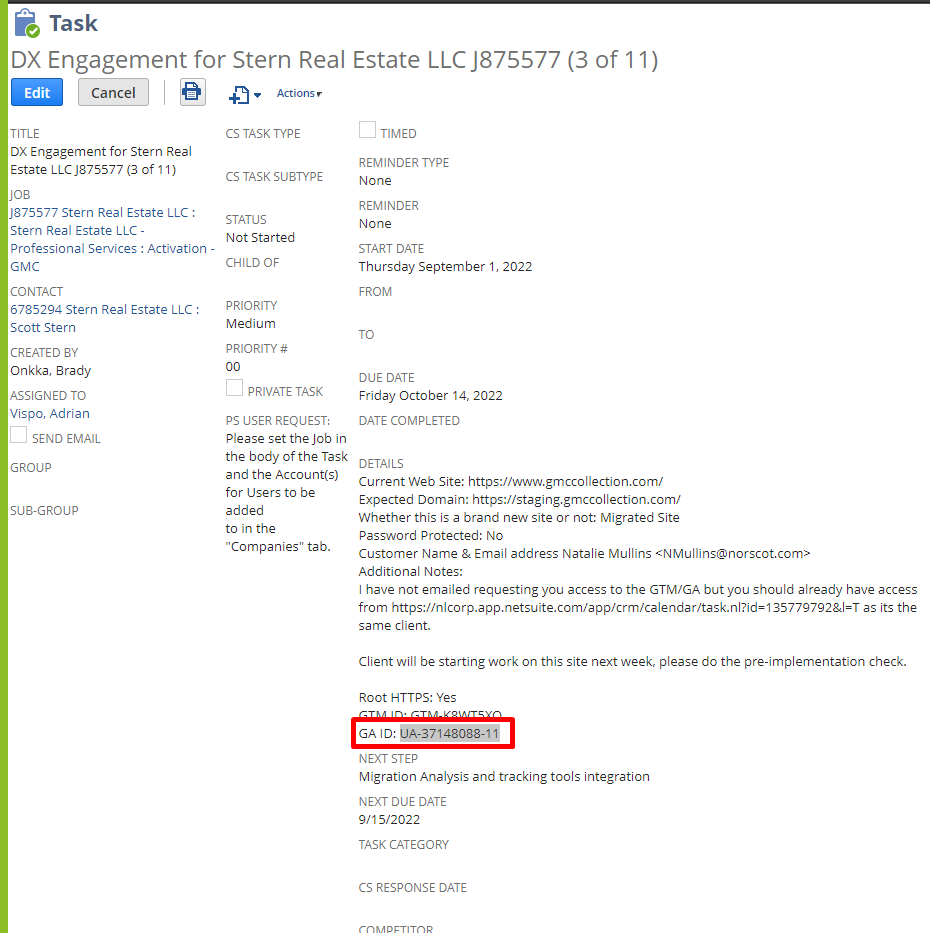 Task
DX Engagement for Stern Real Estate LLC J875577 (3 of 11)
Edit
Cancel
Actions
TITLE
DX Engagement for Stern Real
Estate LLC J875577 (3 of 11)
JOB
J875577 Stern Real Estate LLC :
Stern Real Estate LLC -
Professional Services : Activation -
GMC
CONTACT
6785294 Stern Real Estate LLC :
Scott Stern
CREATED BY
Onkka, Brady
ASSIGNED TO
Vispo, Adrian
SEND EMAIL
GROUP
SUB-GROUP
CS TASK TYPE
CS TASK SUBTYPE
STATUS
Not Started
CHILD OF
PRIORITY
Medium
PRIORITY #
00
PRIVATE TASK
PS USER REQUEST:
Please set the Job in
the body of the Task
and the Account(s)
for Users to be
added
to in the
"Companies" tab.
TIMED
REMINDER TYPE
None
REMINDER
None
START DATE
Thursday September 1, 2022
FROM
TO
DUE DATE
Friday October 14, 2022
DATE COMPLETED
DETAILS
Current Web Site: https://www.gmccollection.com/
Expected Domain: https://staging.gmccollection.com/
Whether this is a brand new site or not: Migrated Site
Password Protected: No
Customer Name & Email address Natalie Mullins <NMullins@norscot.com>
Additional Notes:
I have not emailed requesting you access to the GTM/GA but you should already have access
from https://nlcorp.app.netsuite.com/app/crm/calendar/task.nl?id=135779792&l=T as its the
same client.
Client will be starting work on this site next week, please do the pre-implementation check.
Root HTTPS: Yes
GTM ID: GTM-K8WT5XQ
GA ID: UA-37148088-11
NEXT STEP
Migration Analysis and tracking tools integration
NEXT DUE DATE
9/15/2022
TASK CATEGORY
CS RESPONSE DATE
COMPETITOR